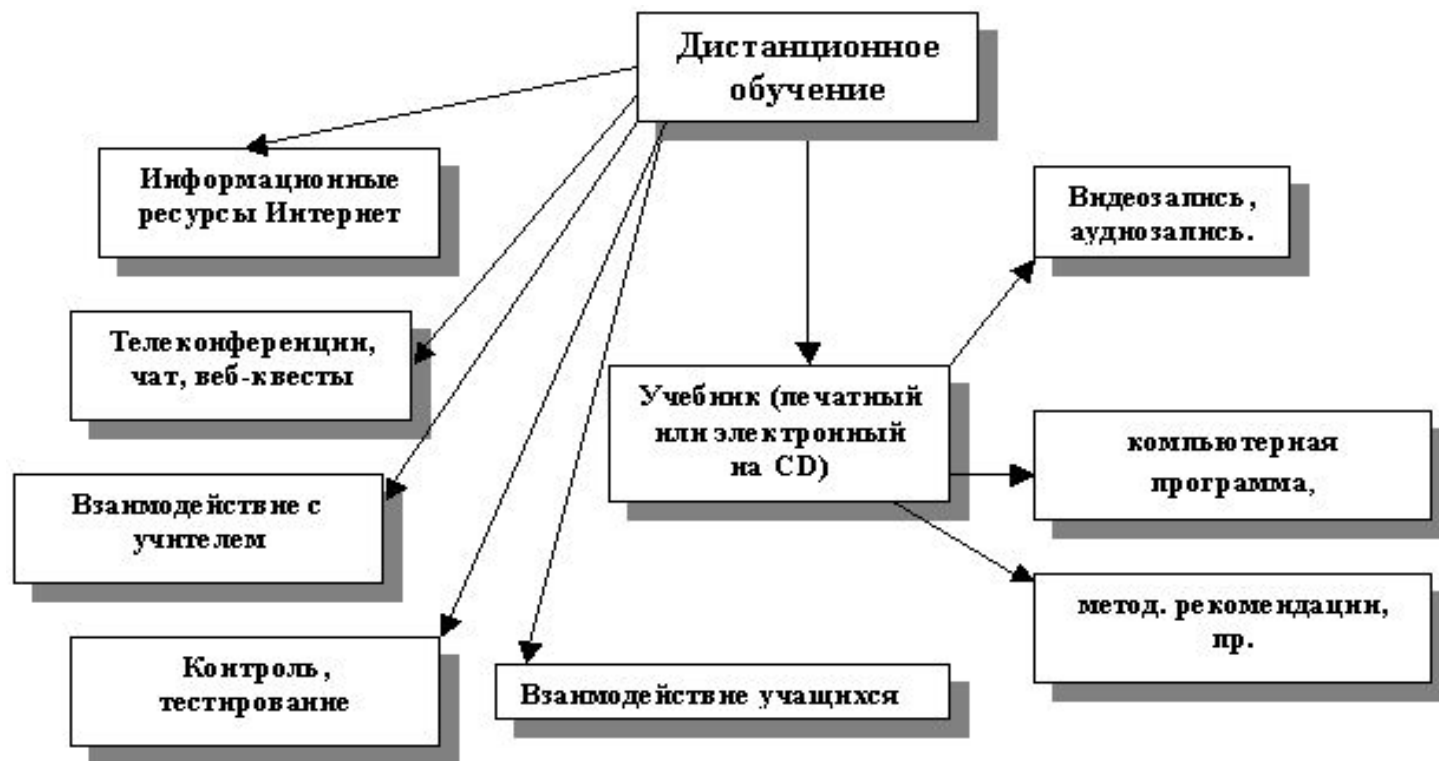 Дистанционное
обучение
Информационные
ресурсы Интернет
Видеозапись,
аудиозапись.
Телеконференции,
чат, веб-квесты
Учебник (печатный
или электронный
на CD)
компьютерная
программа,
Взаимодействие с
учителем
метод. рекомендации,
пр.
Контроль,
тестирование
Взаимодействие учащихся